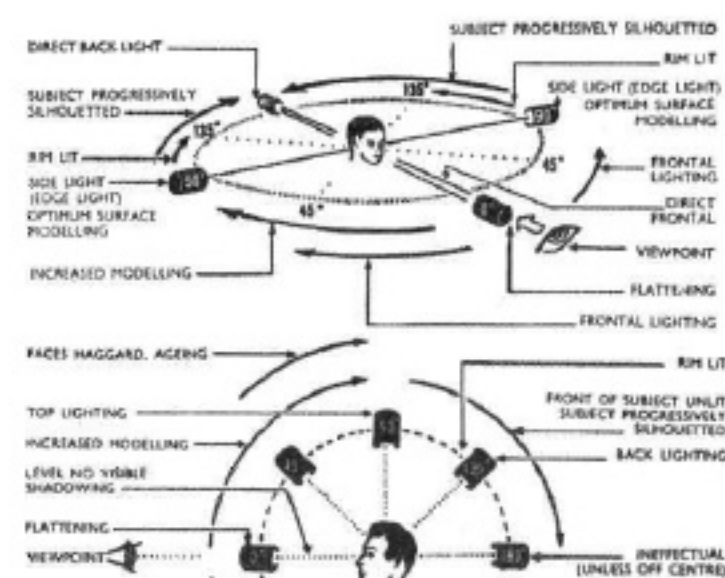 SUBJECT PROGRESSIVELY SILHOUETTED
DIRECT BACK LIGHT
RIM LIT
135°
SUBJECT PROGRESSIVELY
SILHOUETTED
SIDE LIGHT (EDGE LIGHT)
OPTIMUM SURFACE
MODELLING
135°
RIM LIT
45°
FRONTAL
LIGHTING
SIDE LIGHT
(EDGE LIGHT)
OPTIMUM SURFACE
MODELLING
45°
DIRECT
FRONTAL
VIEWPOINT
INCREASED MODELLING
FLATTENING
FRONTAL LIGHTING
FACES HAGGARD, AGEING
RIM LIT
TOP LIGHTING
FRONT OF SUBJECT UNLIT
SUBJECT PROGRESSIVELY
SILHOUETTED
INCREASED MODELLING
BACK LIGHTING
LEVEL NO VISIBLE
SHADOWING
FLATTENING
VIEWPOINT
INEFFECTUAL
(UNLESS OFF CENTRE)